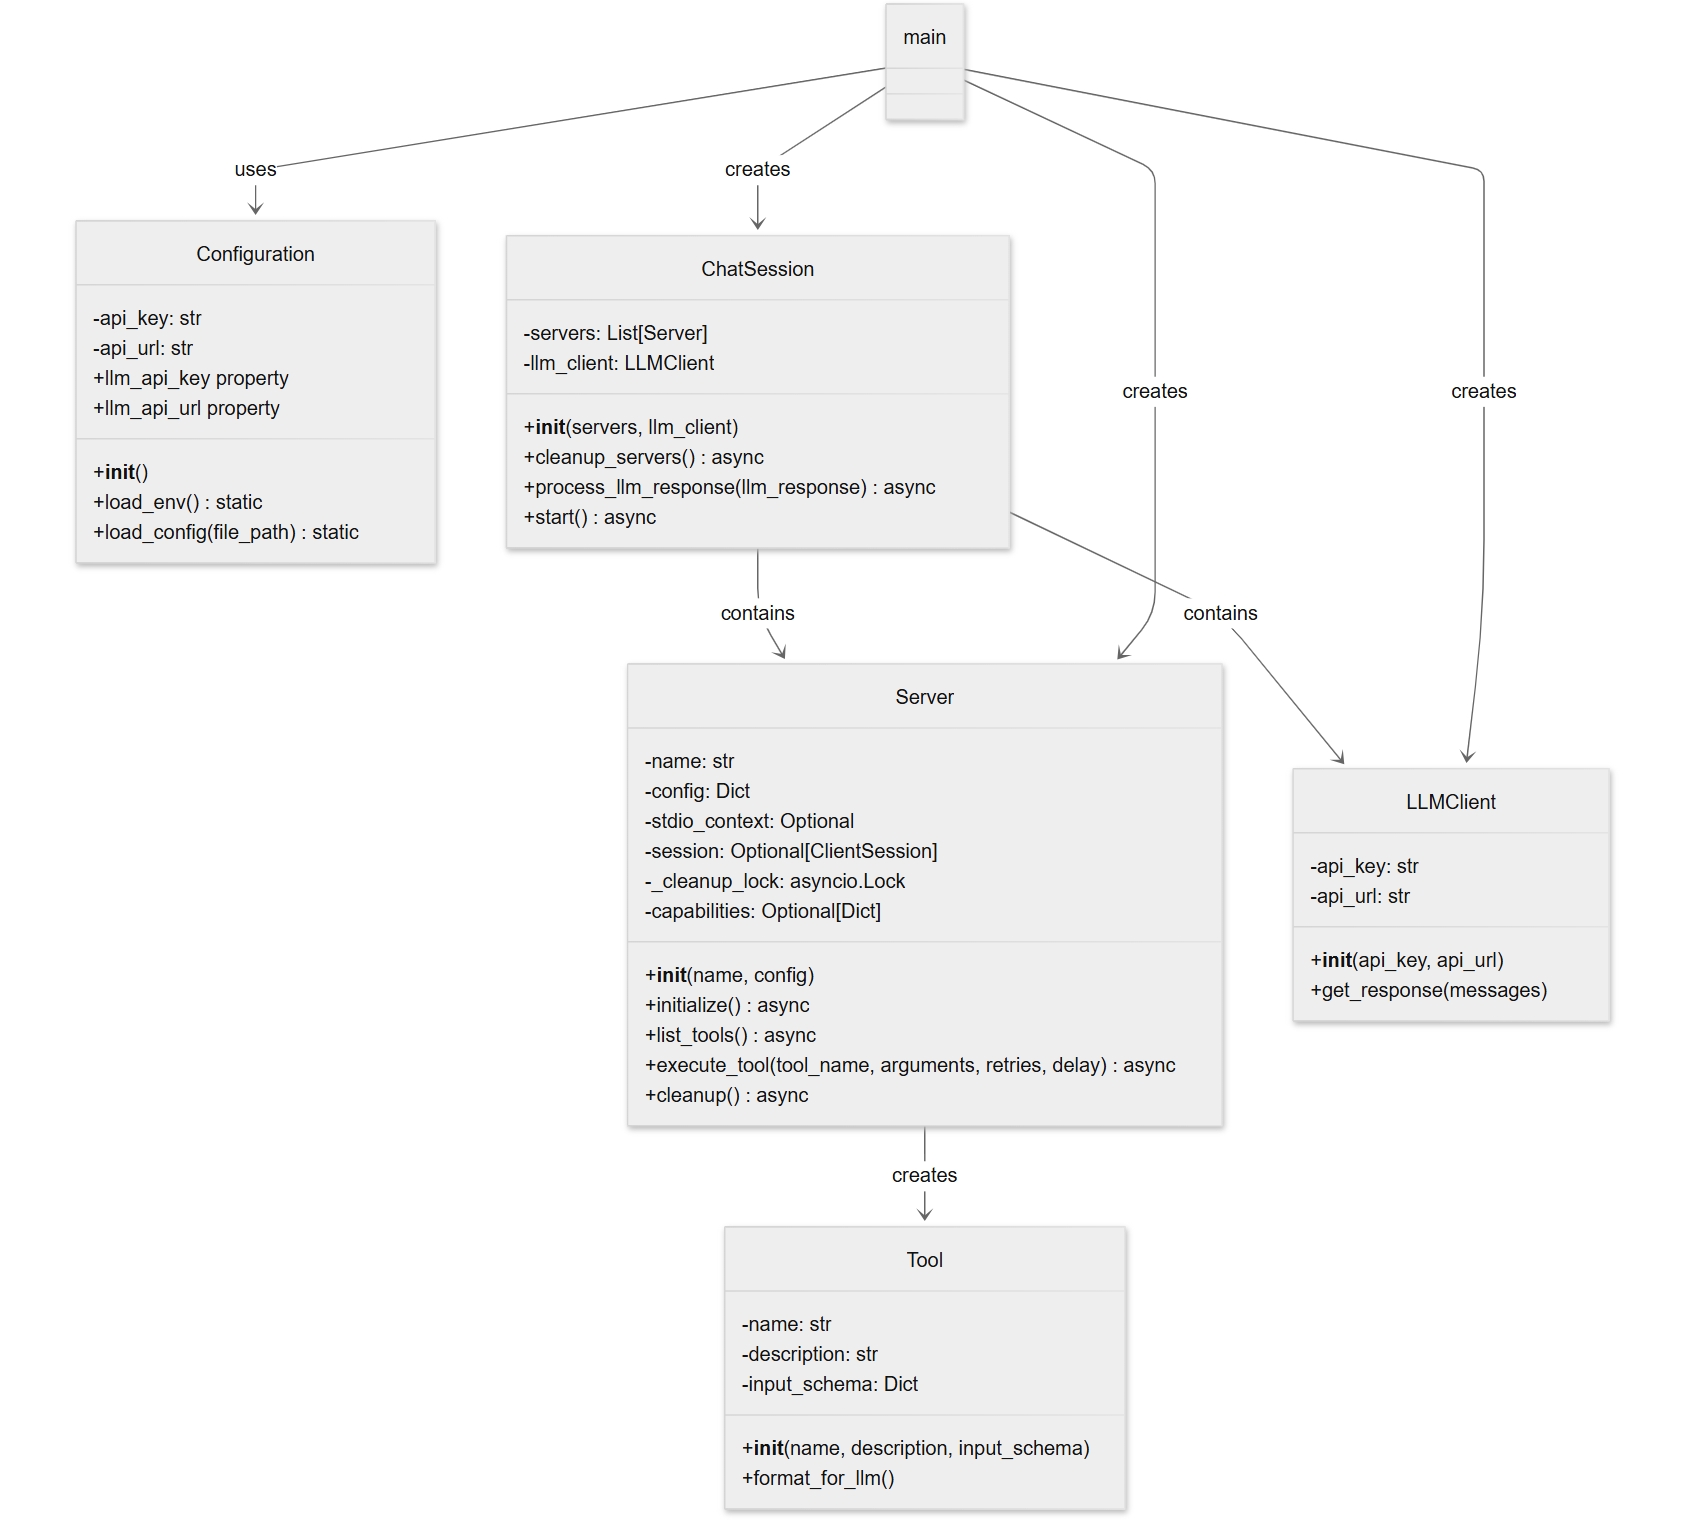 main
uses
creates
Configuration
-api_key: str
-api_url: str
+llm_api_key property
+llm_api_url property
+init()
+load_env() : static
+load_config(file_path) : static
ChatSession
-servers: List[Server]
-llm_client: LLMClient
+init(servers, llm_client)
+cleanup_servers() : async
+process_llm_response(llm_response) : async
+start() : async
creates
creates
contains
contains
Server
-name: str
-config: Dict
-stdio_context: Optional
-session: Optional[ClientSession]
-_cleanup_lock: asyncio.Lock
-capabilities: Optional[Dict]
+init(name, config)
+initialize() : async
+list_tools() : async
+execute_tool(tool_name, arguments, retries, delay) : async
+cleanup() : async
LLMClient
-api_key: str
-api_url: str
+init(api_key, api_url)
+get_response(messages)
creates
Tool
-name: str
-description: str
-input_schema: Dict
+init(name, description, input_schema)
+format_for_llm()